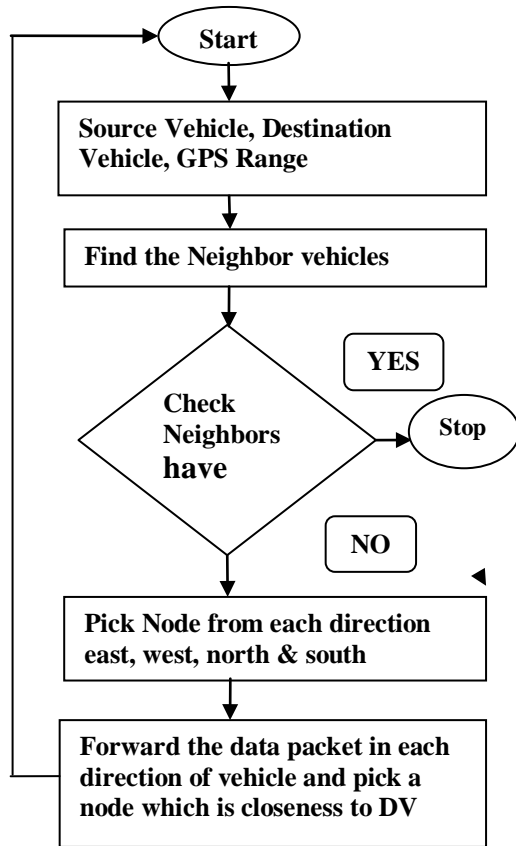 Start
Source Vehicle, Destination
Vehicle, GPS Range
Find the Neighbor vehicles
YES
Check
Neighbors
have
Stop
NO
Pick Node from each direction
east, west, north & south
Forward the data packet in each
direction of vehicle and pick a
node which is closeness to DV